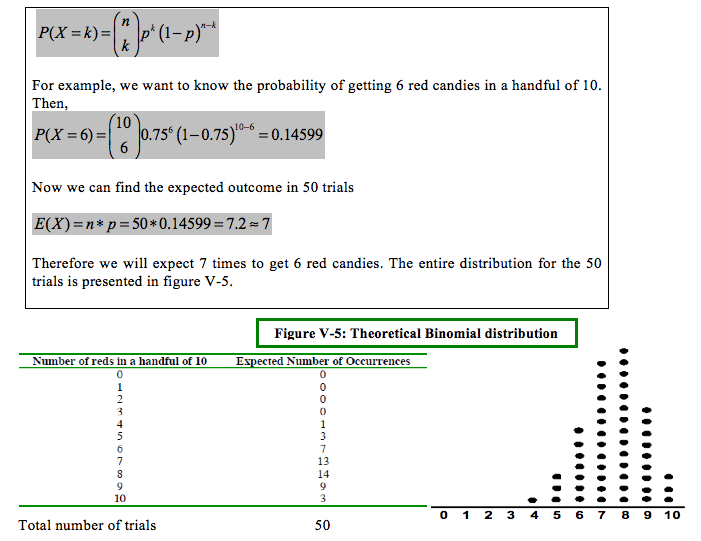 P(X = k) = (n k) p^k (1 − p)^{n−k}
For example, we want to know the probability of getting 6 red candies in a handful of 10.
Then,
P(X = 6) = (10 6) 0.75^6 (1 − 0.75)^{10−6} = 0.14599
Now we can find the expected outcome in 50 trials
E(X) = n * p = 50 * 0.14599 = 7.2 ≈ 7
Therefore we will expect 7 times to get 6 red candies. The entire distribution for the 50
trials is presented in figure V-5.
Figure V-5: Theoretical Binomial distribution
Number of reds in a handful of 10 Expected Number of Occurrences
0 0
1 0
2 0
3 0
4 1
5 3
6 7
7 13
8 14
9 9
10 3
Total number of trials 50
0 1 2 3 4 5 6 7 8 9 10